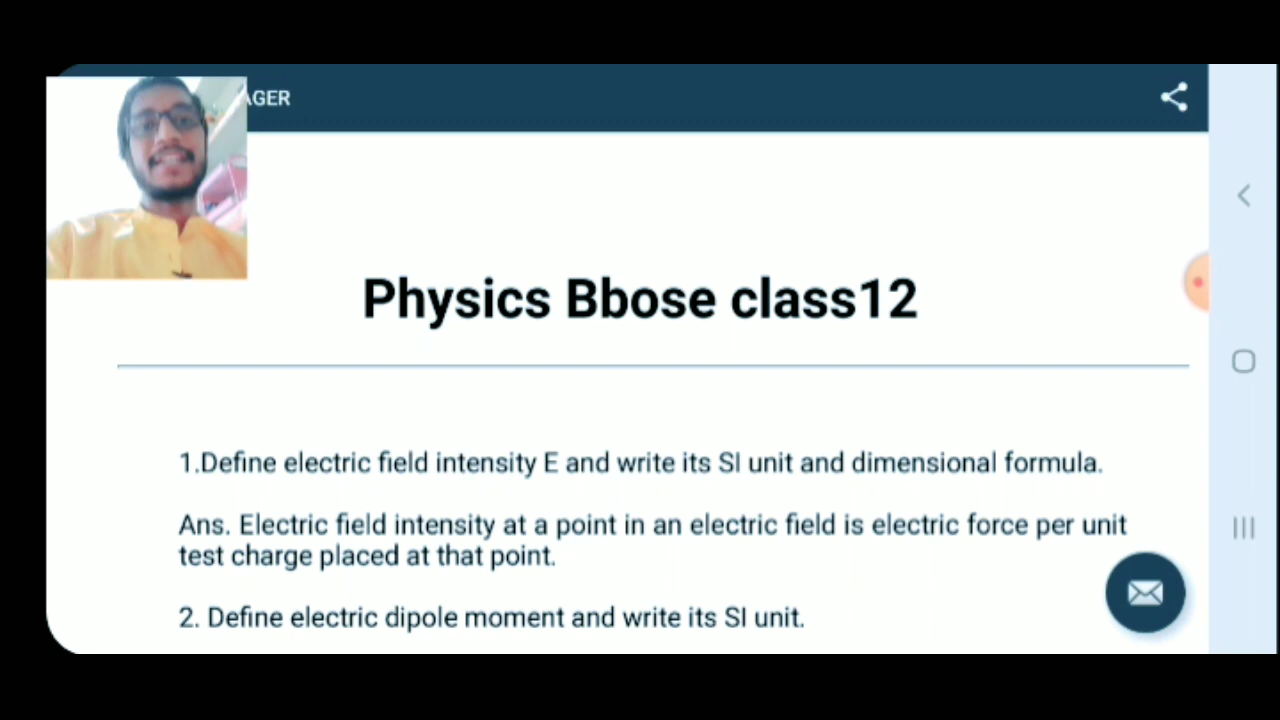 AGER
Physics Bbose class12
1.Define electric field intensity E and write its SI unit and dimensional formula.
Ans. Electric field intensity at a point in an electric field is electric force per unit
test charge placed at that point.
2. Define electric dipole moment and write its SI unit.